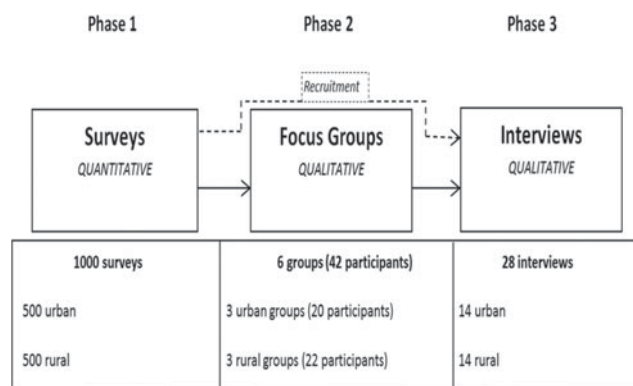 Phase 1 Phase 2 Phase 3
Recruitment
Surveys Focus Groups Interviews
QUANTITATIVE QUALITATIVE QUALITATIVE
1000 surveys 6 groups (42 participants) 28 interviews
500 urban 3 urban groups (20 participants) 14 urban
500 rural 3 rural groups (22 participants) 14 rural